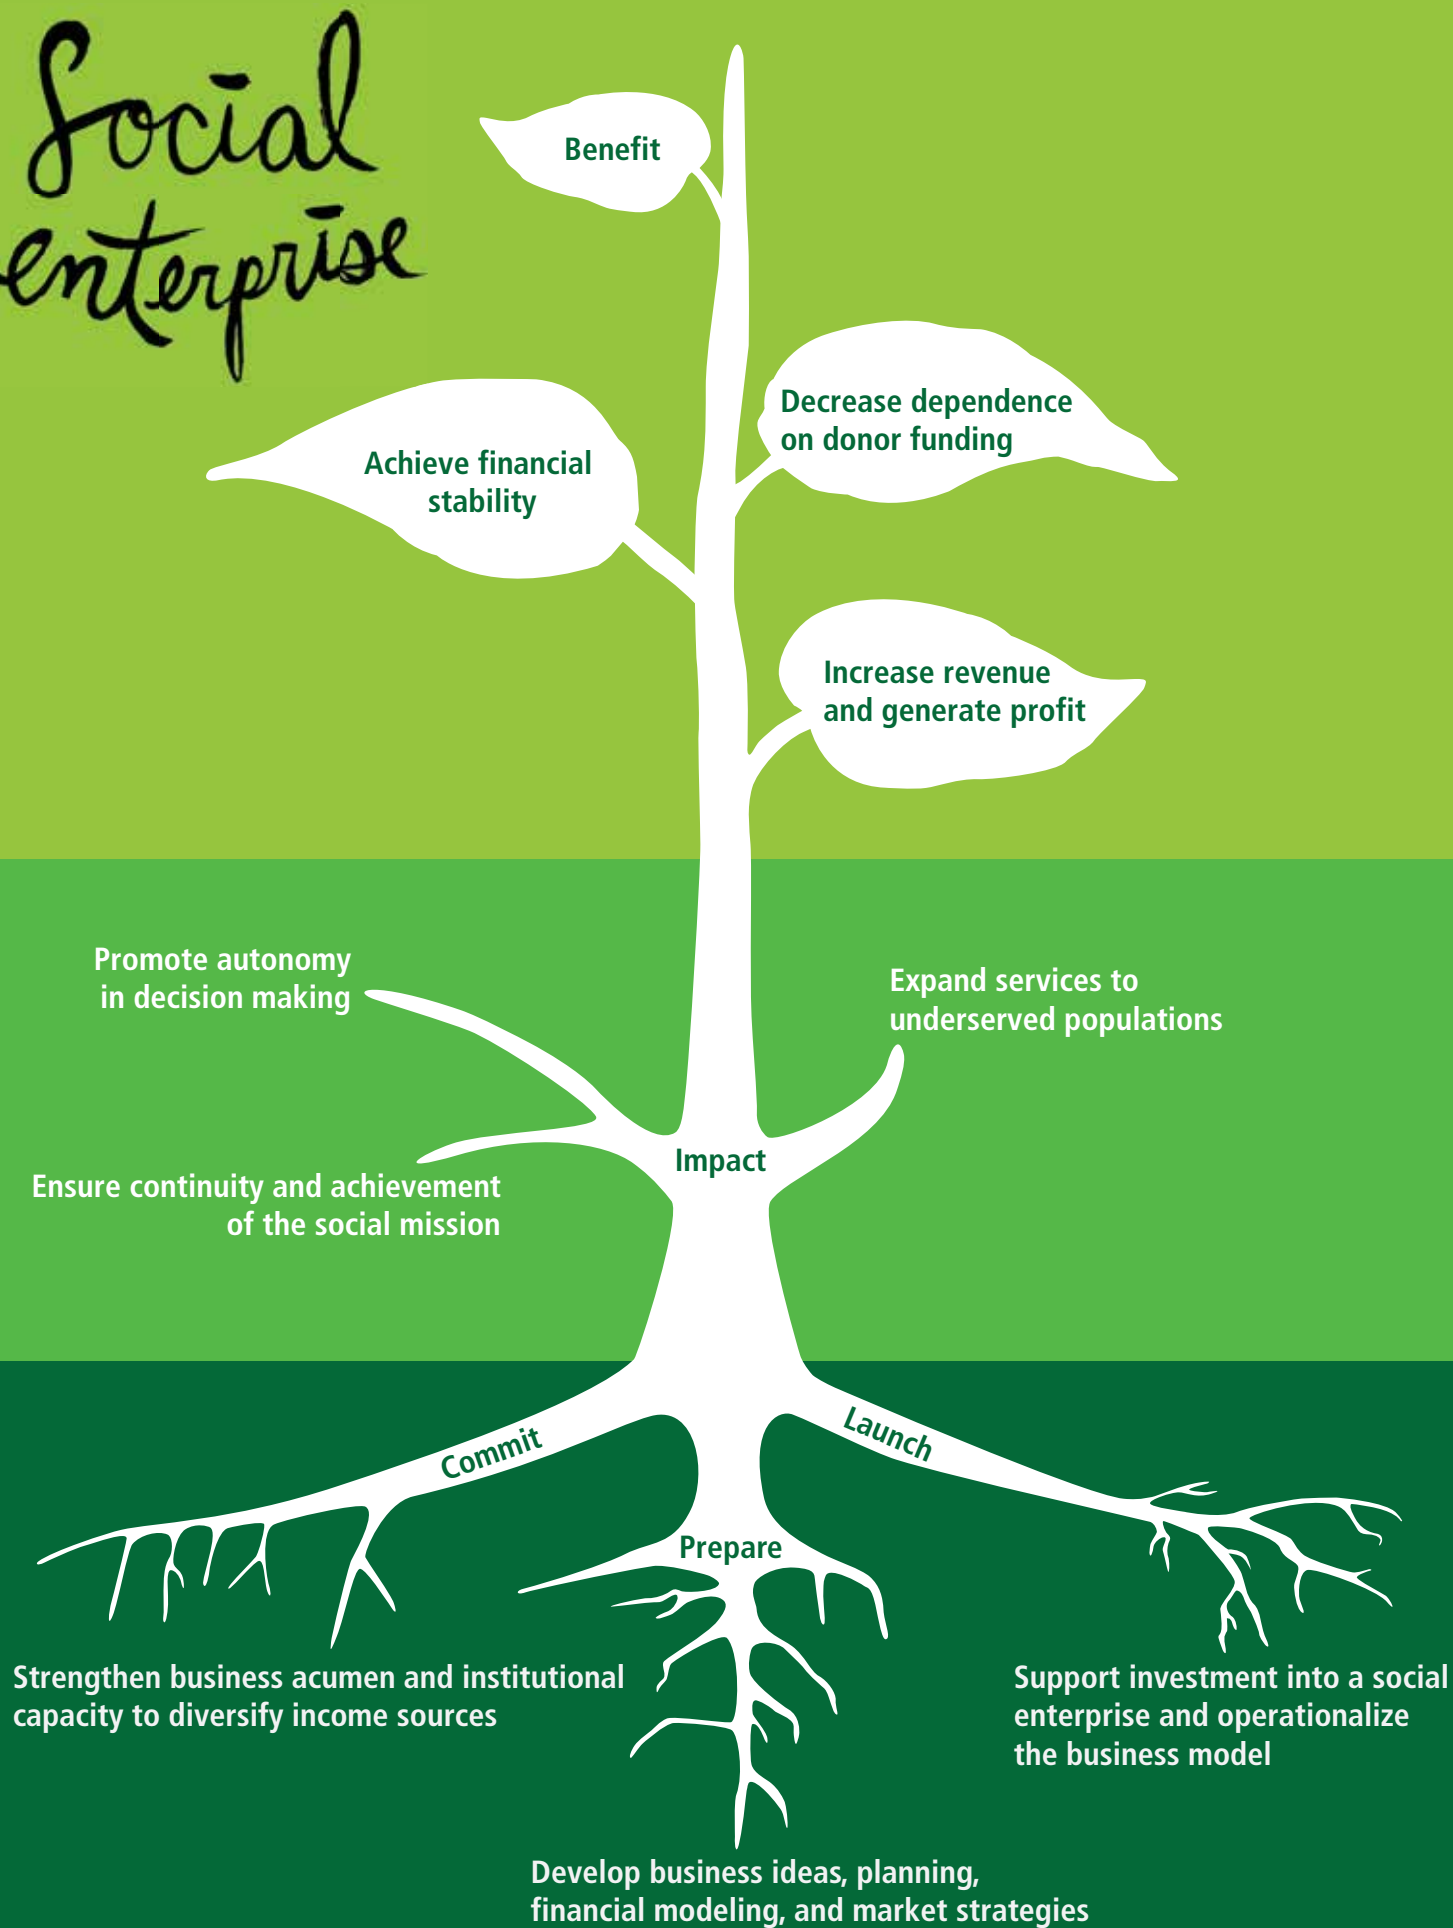 Social
enterprise
Benefit
Decrease dependence
on donor funding
Achieve financial
stability
Increase revenue
and generate profit
Promote autonomy
in decision making
Expand services to
underserved populations
Impact
Ensure continuity and achievement
of the social mission
Commit
Launch
Prepare
Strengthen business acumen and institutional
capacity to diversify income sources
Support investment into a social
enterprise and operationalize
the business model
Develop business ideas, planning,
financial modeling, and market strategies